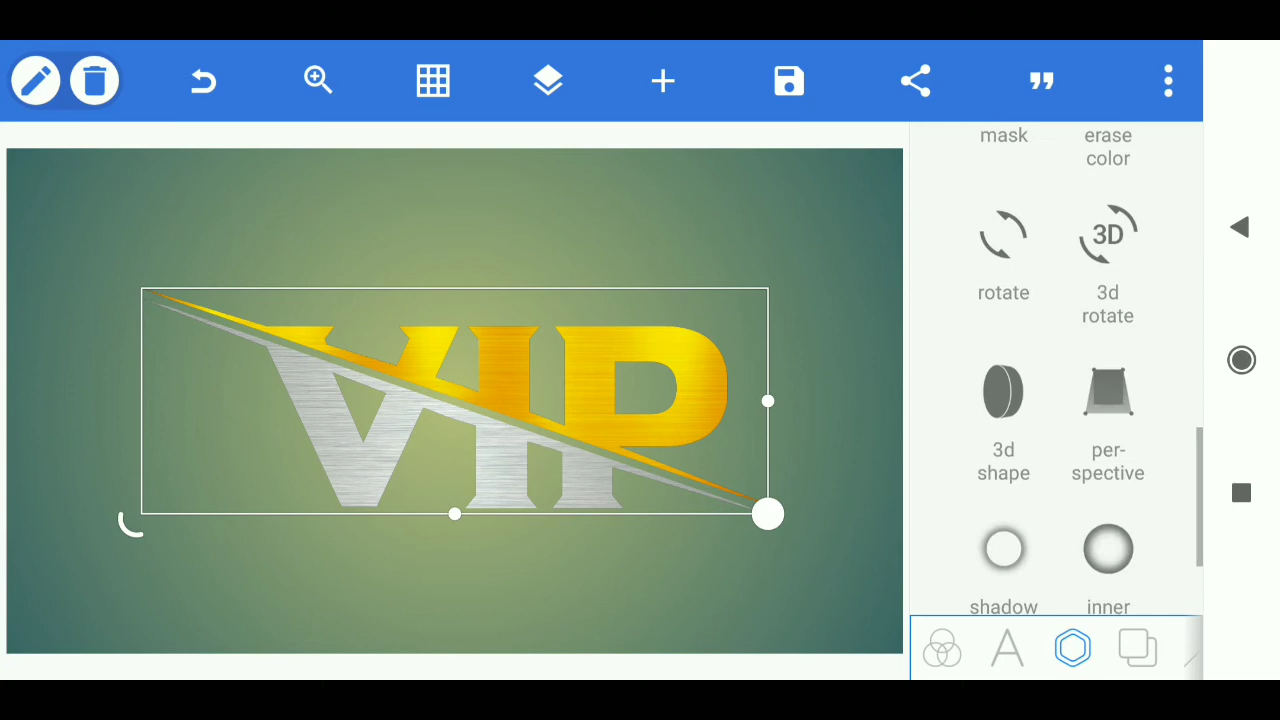 mask
erase
color
VIP
3D
rotate
3d
rotate
3d
shape
per-
spective
shadow
inner